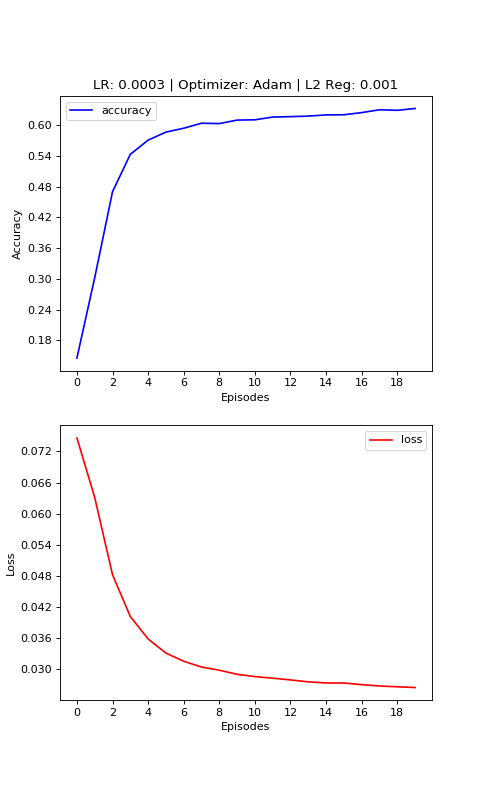 LR: 0.0003 | Optimizer: Adam | L2 Reg: 0.001
accuracy
0.60
0.54
0.48
0.42
0.36
0.30
0.24
0.18
Accuracy
0 2 4 6 8 10 12 14 16 18
Episodes
loss
0.072
0.066
0.060
0.054
0.048
0.042
0.036
0.030
Loss
0 2 4 6 8 10 12 14 16 18
Episodes